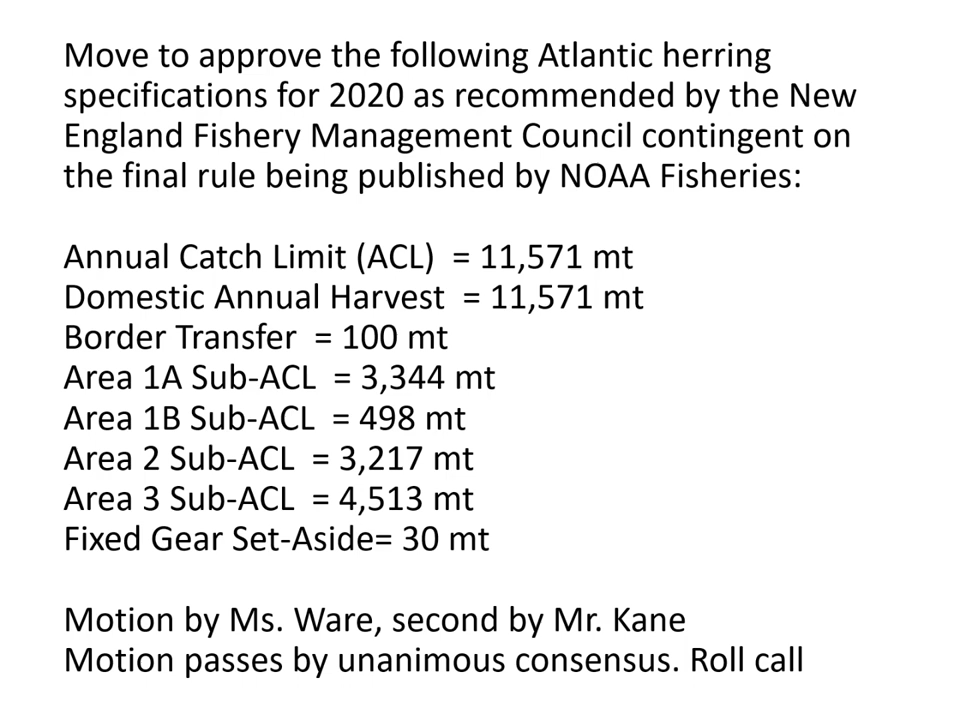 Move to approve the following Atlantic herring
specifications for 2020 as recommended by the New
England Fishery Management Council contingent on
the final rule being published by NOAA Fisheries:
Annual Catch Limit (ACL)  = 11,571 mt
Domestic Annual Harvest  = 11,571 mt
Border Transfer  = 100 mt
Area 1A Sub-ACL  = 3,344 mt
Area 1B Sub-ACL  = 498 mt
Area 2 Sub-ACL  = 3,217 mt
Area 3 Sub-ACL  = 4,513 mt
Fixed Gear Set-Aside= 30 mt
Motion by Ms. Ware, second by Mr. Kane
Motion passes by unanimous consensus. Roll call